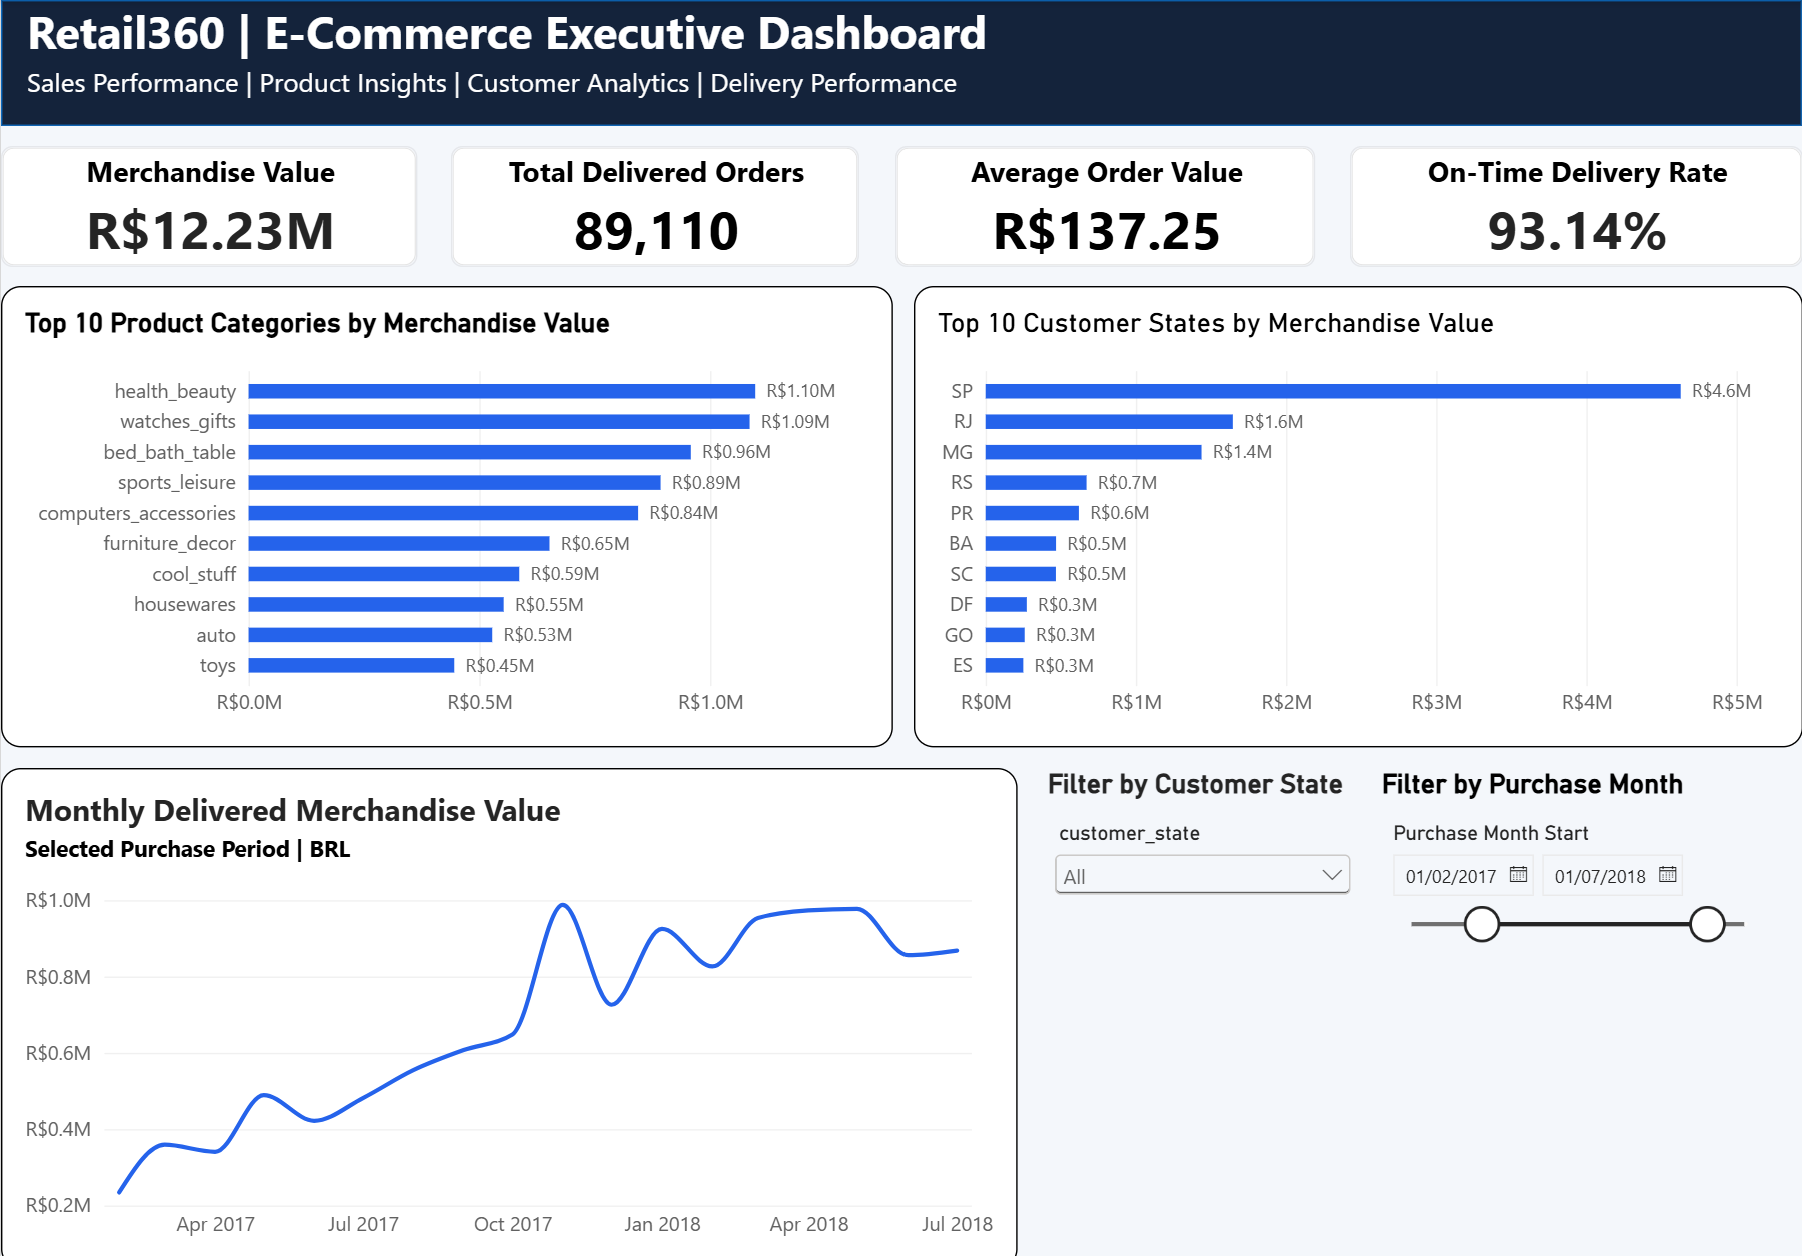 Retail360 | E-Commerce Executive Dashboard
Sales Performance | Product Insights | Customer Analytics | Delivery Performance
Merchandise Value
R$12.23M
Total Delivered Orders
89,110
Average Order Value
R$137.25
On-Time Delivery Rate
93.14%
Top 10 Product Categories by Merchandise Value
health_beauty R$1.10M
watches_gifts R$1.09M
bed_bath_table R$0.96M
sports_leisure R$0.89M
computers_accessories R$0.84M
furniture_decor R$0.65M
cool_stuff R$0.59M
housewares R$0.55M
auto R$0.53M
toys R$0.45M
R$0.0M R$0.5M R$1.0M
Top 10 Customer States by Merchandise Value
SP R$4.6M
RJ R$1.6M
MG R$1.4M
RS R$0.7M
PR R$0.6M
BA R$0.5M
SC R$0.5M
DF R$0.3M
GO R$0.3M
ES R$0.3M
R$0M R$1M R$2M R$3M R$4M R$5M
Monthly Delivered Merchandise Value
Selected Purchase Period | BRL
R$1.0M
R$0.8M
R$0.6M
R$0.4M
R$0.2M
Apr 2017 Jul 2017 Oct 2017 Jan 2018 Apr 2018 Jul 2018
Filter by Customer State
customer_state
All
Filter by Purchase Month
Purchase Month Start
01/02/2017 01/07/2018